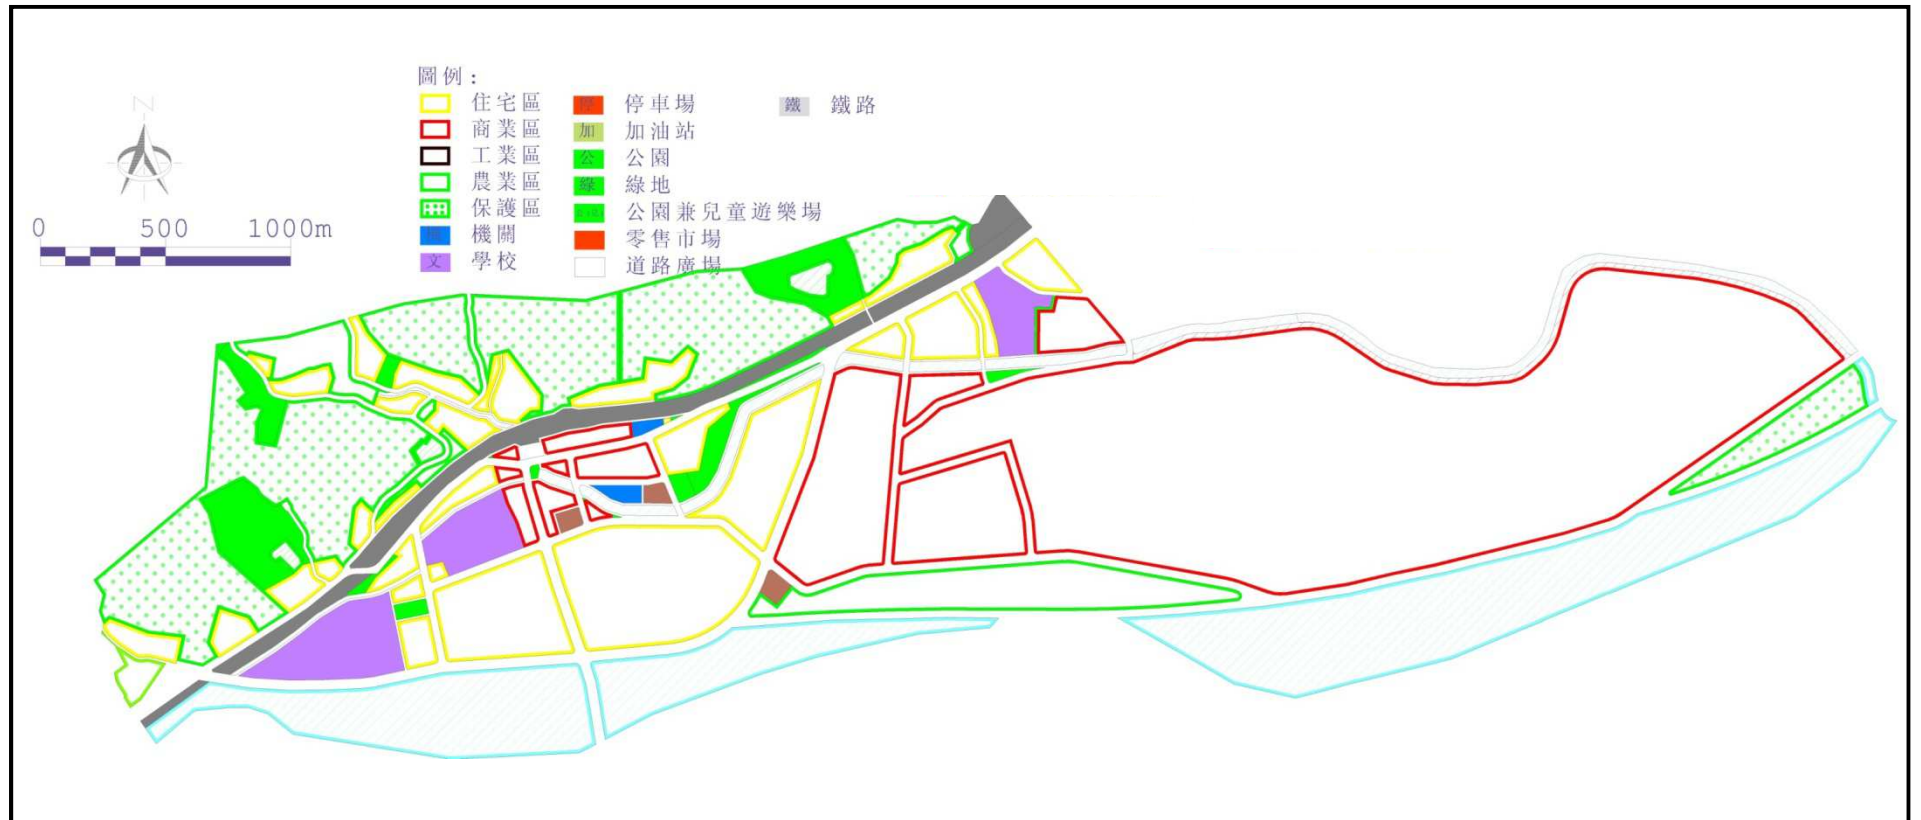 N
0 500 1000m
圖例：
住宅區
商業區
工業區
農業區
保護區
機 機關
文 學校
停 停車場
加 加油站
公 公園
綠 綠地
公園兼兒童遊樂場
零售市場
道路廣場
鐵 鐵路